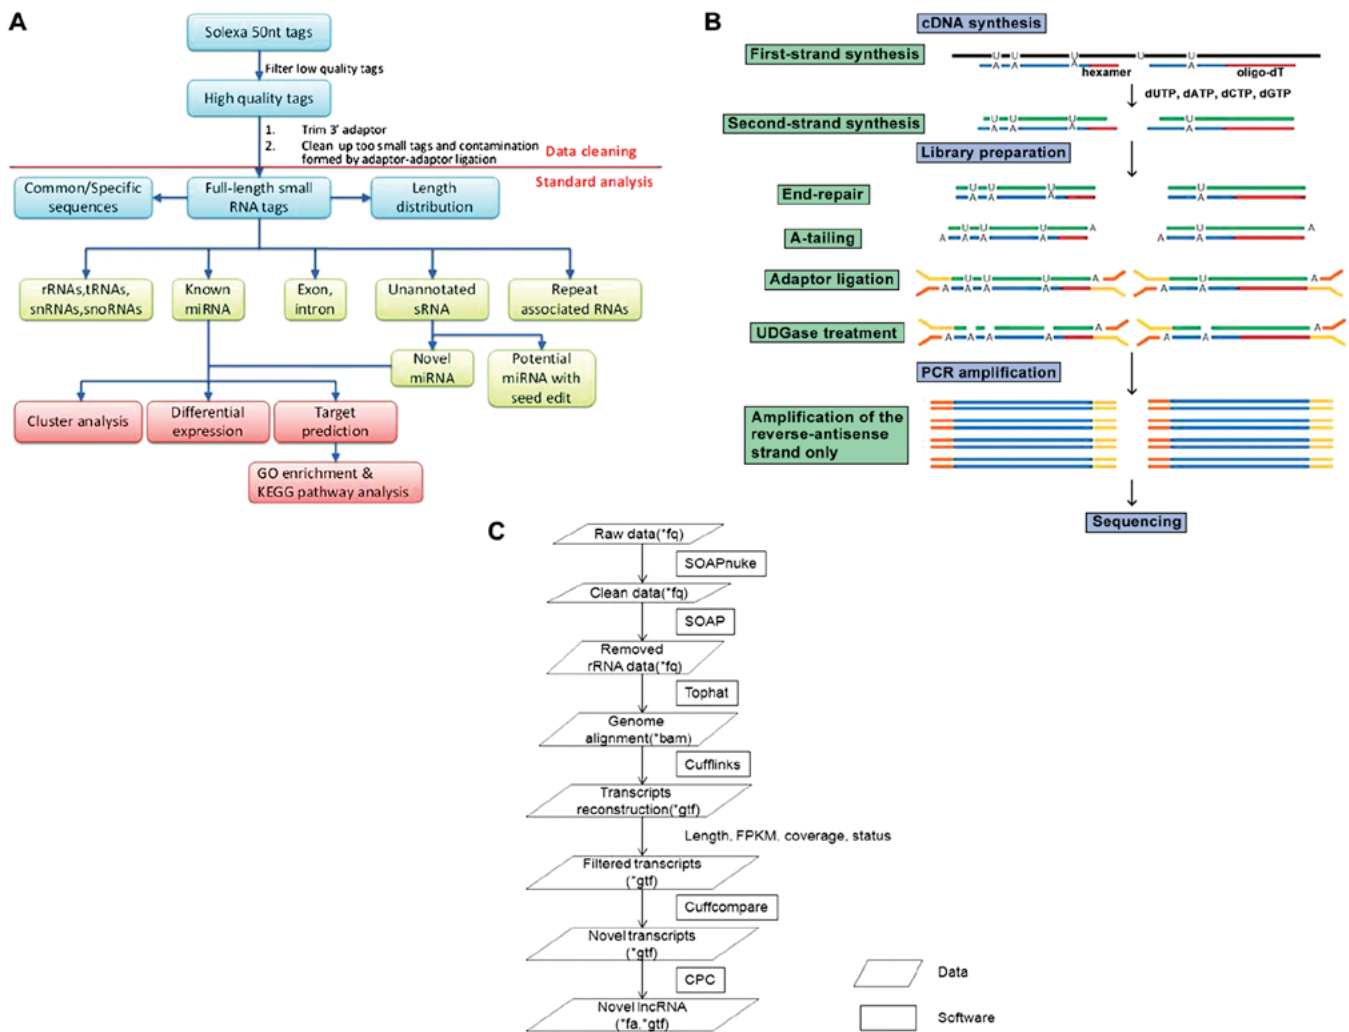 A
Solexa 50nt tags
Filter low quality tags
High quality tags
1. Trim 3' adaptor
2. Clean up too small tags and contamination
formed by adaptor-adaptor ligation
Data cleaning
Standard analysis
Common/Specific
sequences
Full-length small
RNA tags
Length
distribution
rRNAs,tRNAs,
snRNAs,snoRNAs
Known
miRNA
Exon,
intron
Unannotated
sRNA
Repeat
associated RNAs
Novel
miRNA
Potential
miRNA with
seed edit
Cluster analysis
Differential
expression
Target
prediction
GO enrichment &
KEGG pathway analysis
B
cDNA synthesis
First-strand synthesis
U U U U U
A A A A
hexamer
oligo-dT
dUTP, dATP, dCTP, dGTP
Second-strand synthesis
U U U U
A A A A
Library preparation
End-repair
U U U U
A A A A
A-tailing
U U U A U A
A A A A A A
Adaptor ligation
U U U A U A
A A A A A A
UDGase treatment
A A
A A A A A A
PCR amplification
Amplification of the
reverse-antisense
strand only
Sequencing
C
Raw data(*fq)
SOAPnuke
Clean data(*fq)
SOAP
Removed
rRNA data(*fq)
Tophat
Genome
alignment(*bam)
Cufflinks
Transcripts
reconstruction(*gtf)
Length, FPKM, coverage, status
Filtered transcripts
(*gtf)
Cuffcompare
Novel transcripts
(*gtf)
CPC
Novel lncRNA
(*fa,*gtf)
Data
Software